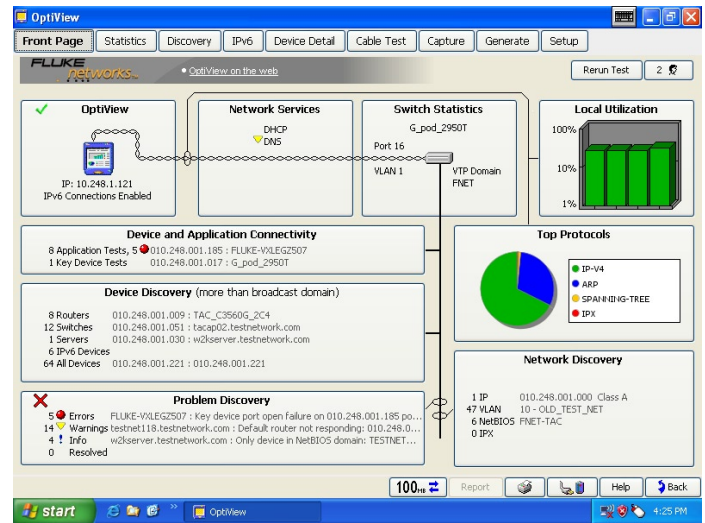 OptiView
Front Page Statistics Discovery IPv6 Device Detail Cable Test Capture Generate Setup
FLUKE
networks.
• OptiView on the web
Rerun Test 2
OptiView
IP: 10.248.1.121
IPv6 Connections Enabled
Network Services
DHCP
DNS
Switch Statistics
G_pod_2950T
Port 16
VLAN 1
VTP Domain
FNET
Local Utilization
100%
10%
1%
Device and Application Connectivity
8 Application Tests, 5 010.248.001.185 : FLUKE-VXLEGZ507
1 Key Device Tests 010.248.001.017 : G_pod_2950T
Top Protocols
IP-V4
ARP
SPANNING-TREE
IPX
Device Discovery (more than broadcast domain)
8 Routers 010.248.001.009 : TAC_C3560G_2C4
12 Switches 010.248.001.051 : tacap02.testnetwork.com
1 Servers 010.248.001.030 : w2kserver.testnetwork.com
6 IPv6 Devices
64 All Devices 010.248.001.221 : 010.248.001.221
Network Discovery
1 IP 010.248.001.000 Class A
47 VLAN 10 - OLD_TEST_NET
6 NetBIOS FNET-TAC
0 IPX
Problem Discovery
5 Errors FLUKE-VXLEGZ507 : Key device port open failure on 010.248.001.185 po...
14 Warnings testnet118.testnetwork.com : Default router not responding: 010.248.0...
4 ! Info w2kserver.testnetwork.com : Only device in NetBIOS domain: TESTNET...
0 Resolved
100MB Report Help Back
start OptiView 4:25 PM